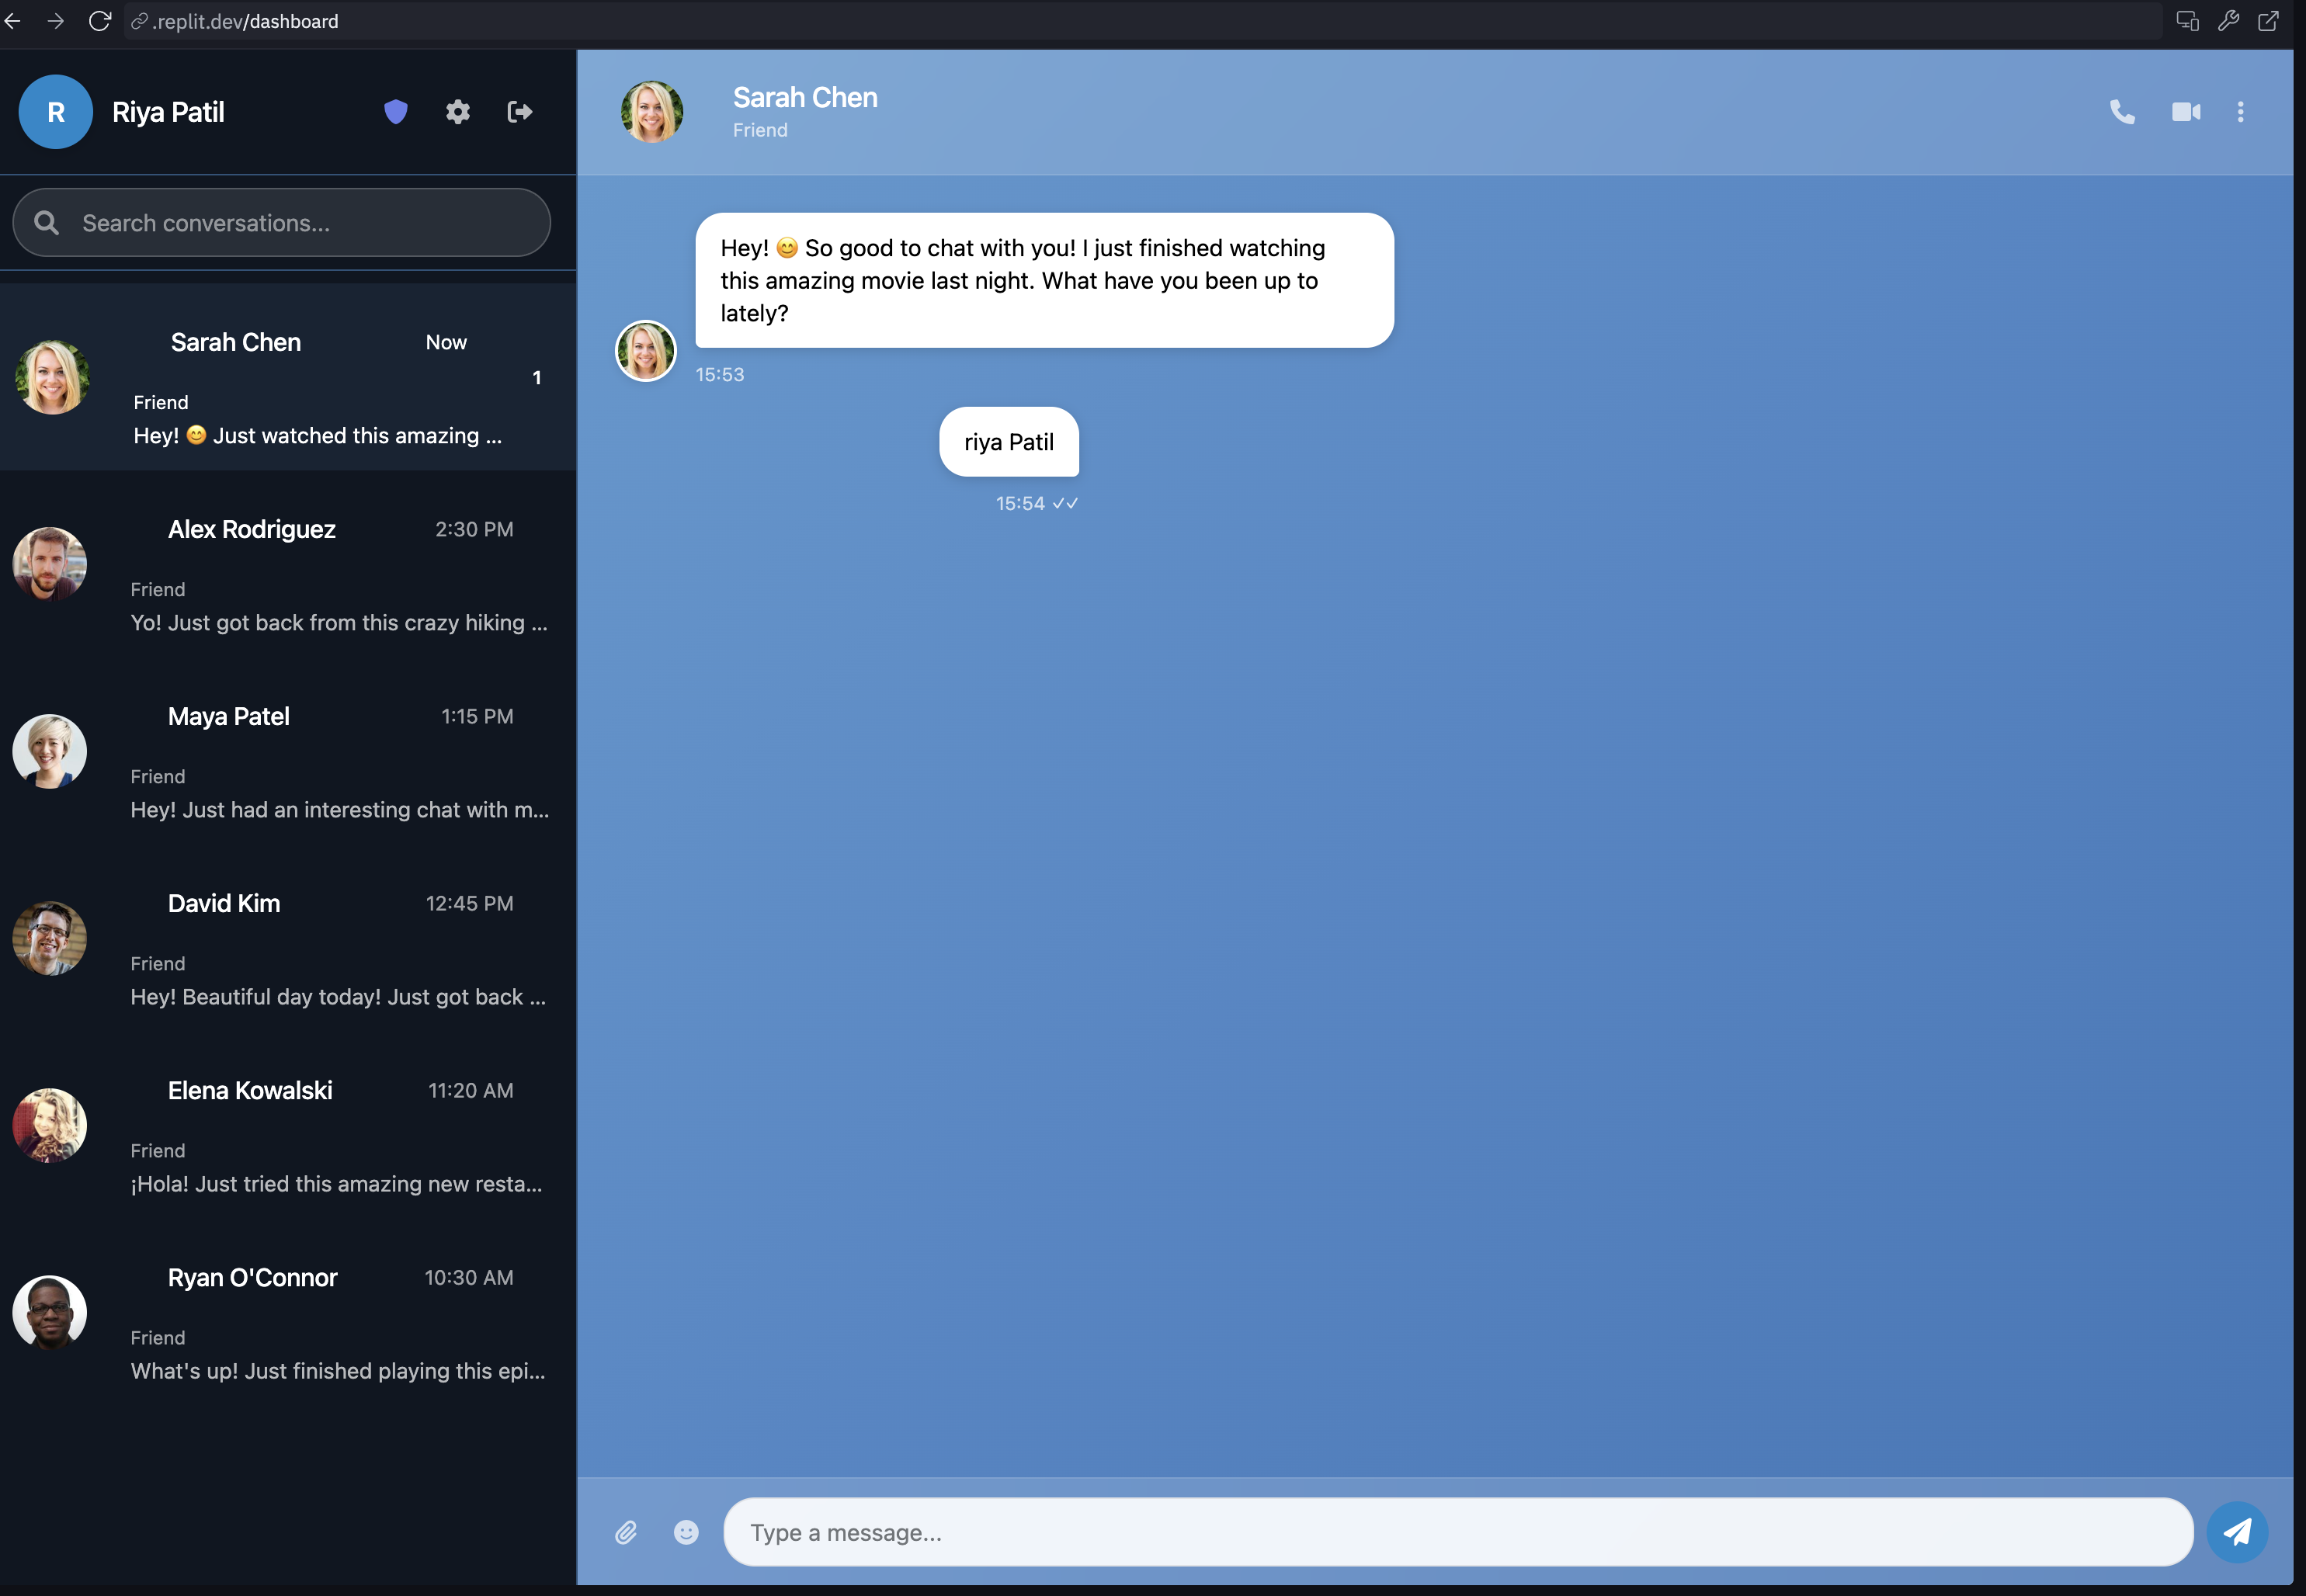 .replit.dev/dashboard
R
Riya Patil
Search conversations...
Sarah Chen
Now
1
Friend
Hey! 😊 Just watched this amazing ...
Alex Rodriguez
2:30 PM
Friend
Yo! Just got back from this crazy hiking ...
Maya Patel
1:15 PM
Friend
Hey! Just had an interesting chat with m...
David Kim
12:45 PM
Friend
Hey! Beautiful day today! Just got back ...
Elena Kowalski
11:20 AM
Friend
¡Hola! Just tried this amazing new resta...
Ryan O'Connor
10:30 AM
Friend
What's up! Just finished playing this epi...
Sarah Chen
Friend
Hey! 😊 So good to chat with you! I just finished watching
this amazing movie last night. What have you been up to
lately?
15:53
riya Patil
15:54 ✓✓
Type a message...